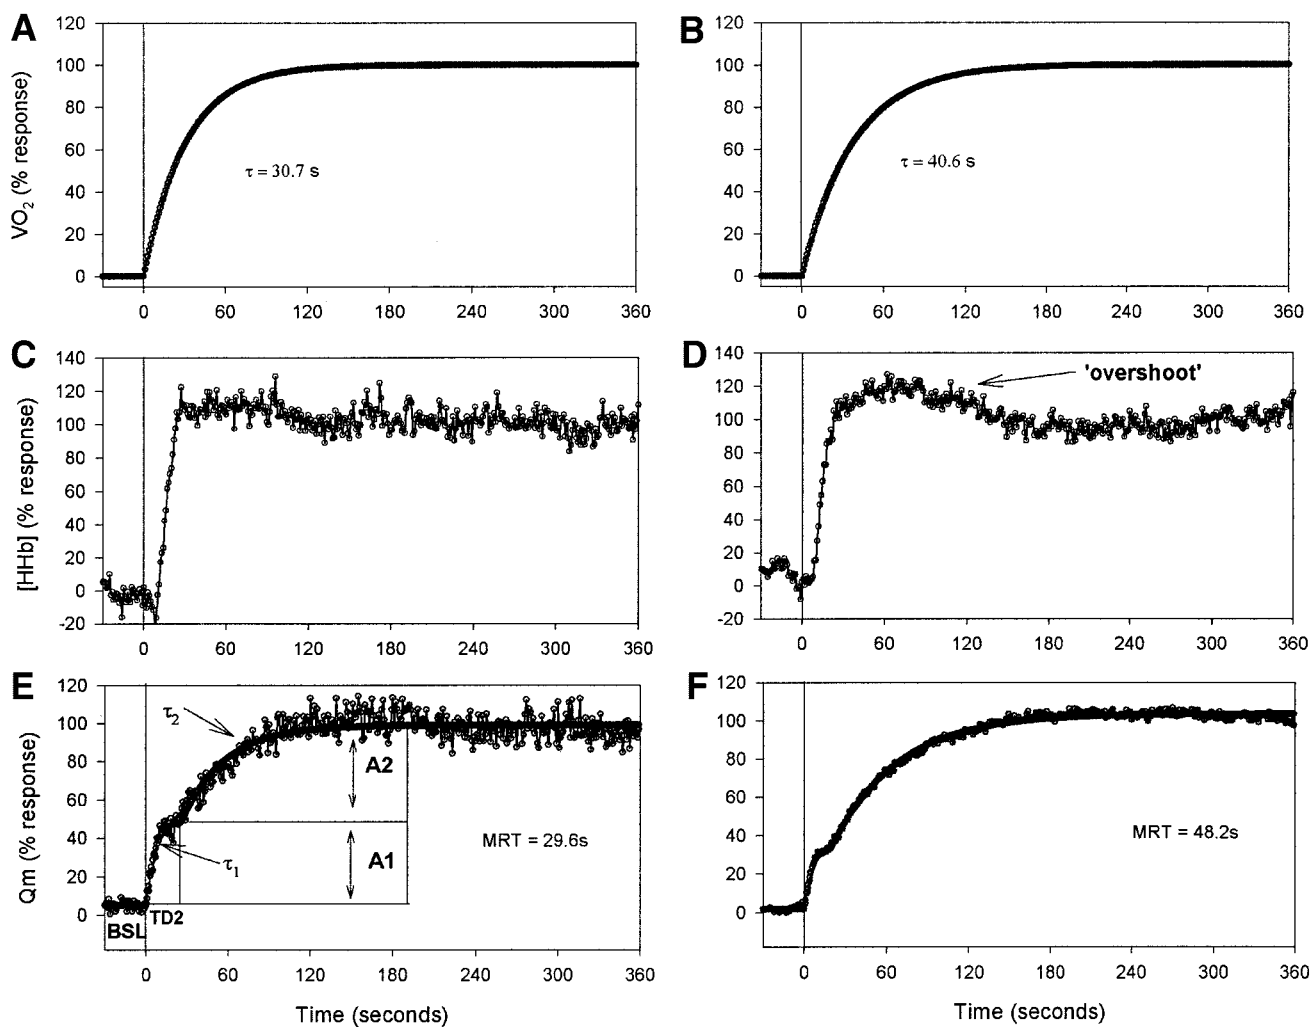 A
120
100
80
60
40
20
0
VO2 (% response)
τ = 30.7 s
0 60 120 180 240 300 360
B
120
100
80
60
40
20
0
τ = 40.6 s
0 60 120 180 240 300 360
C
140
120
100
80
60
40
20
0
-20
[HHb] (% response)
0 60 120 180 240 300 360
D
140
120
100
80
60
40
20
0
-20
'overshoot'
0 60 120 180 240 300 360
E
120
100
80
60
40
20
0
Qm (% response)
τ2
A2
A1
τ1
MRT = 29.6s
BSL
TD2
0 60 120 180 240 300 360
Time (seconds)
F
120
100
80
60
40
20
0
MRT = 48.2s
0 60 120 180 240 300 360
Time (seconds)